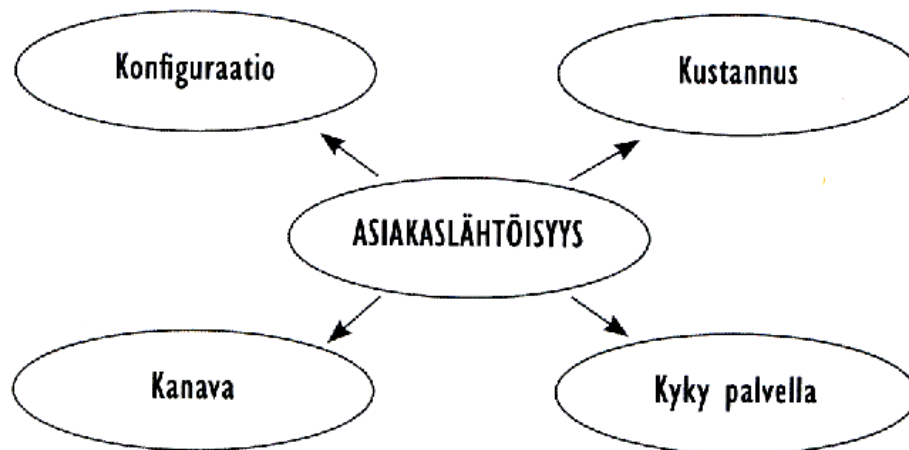 Konfiguraatio
Kustannus
ASIAKASLÄHTÖISYYS
Kanava
Kyky palvella